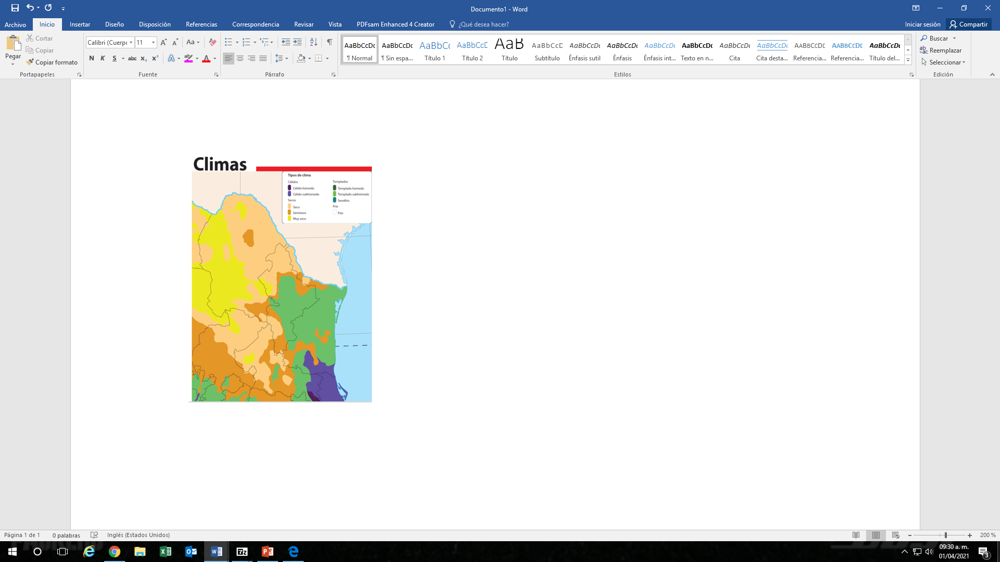 Documento1 - Word
Archivo Inicio Insertar Diseño Disposición Referencias Correspondencia Revisar Vista PDFsam Enhanced 4 Creator ¿Qué desea hacer? Iniciar sesión Compartir
Pegar
Cortar
Copiar
Copiar formato
Portapapeles
Calibri (Cuerpo 11
N K S abc x₂ x²
Fuente
Párrafo
AaBbCcDc AaBbCcDc AaBbCc AaBbCcC AaB AaBbCcD AaBbCcDc AaBbCcDc AaBbCcDc AaBbCcDc AaBbCcDc AaBbCcDc AaBbCcDc AaBbCcDc AaBbCcDc
¶ Normal ¶ Sin espa... Título 1 Título 2 Título Subtítulo Énfasis sutil Énfasis Énfasis int... Texto en n... Cita Cita desta... Referencia... Referencia... Título del...
Estilos
Buscar
Reemplazar
Seleccionar
Edición
Climas
Tipos de clima
Cálidos
Cálido húmedo
Cálido subhúmedo
Secos
Seco
Semiseco
Muy seco
Templados
Templado húmedo
Templado subhúmedo
Semifrío
Frío
Frío
Página 1 de 1 0 palabras Inglés (Estados Unidos) 200 %
09:30 a. m.
01/04/2021
3